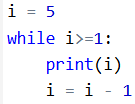 i = 5
while i>=1:
    print(i)
    i = i - 1